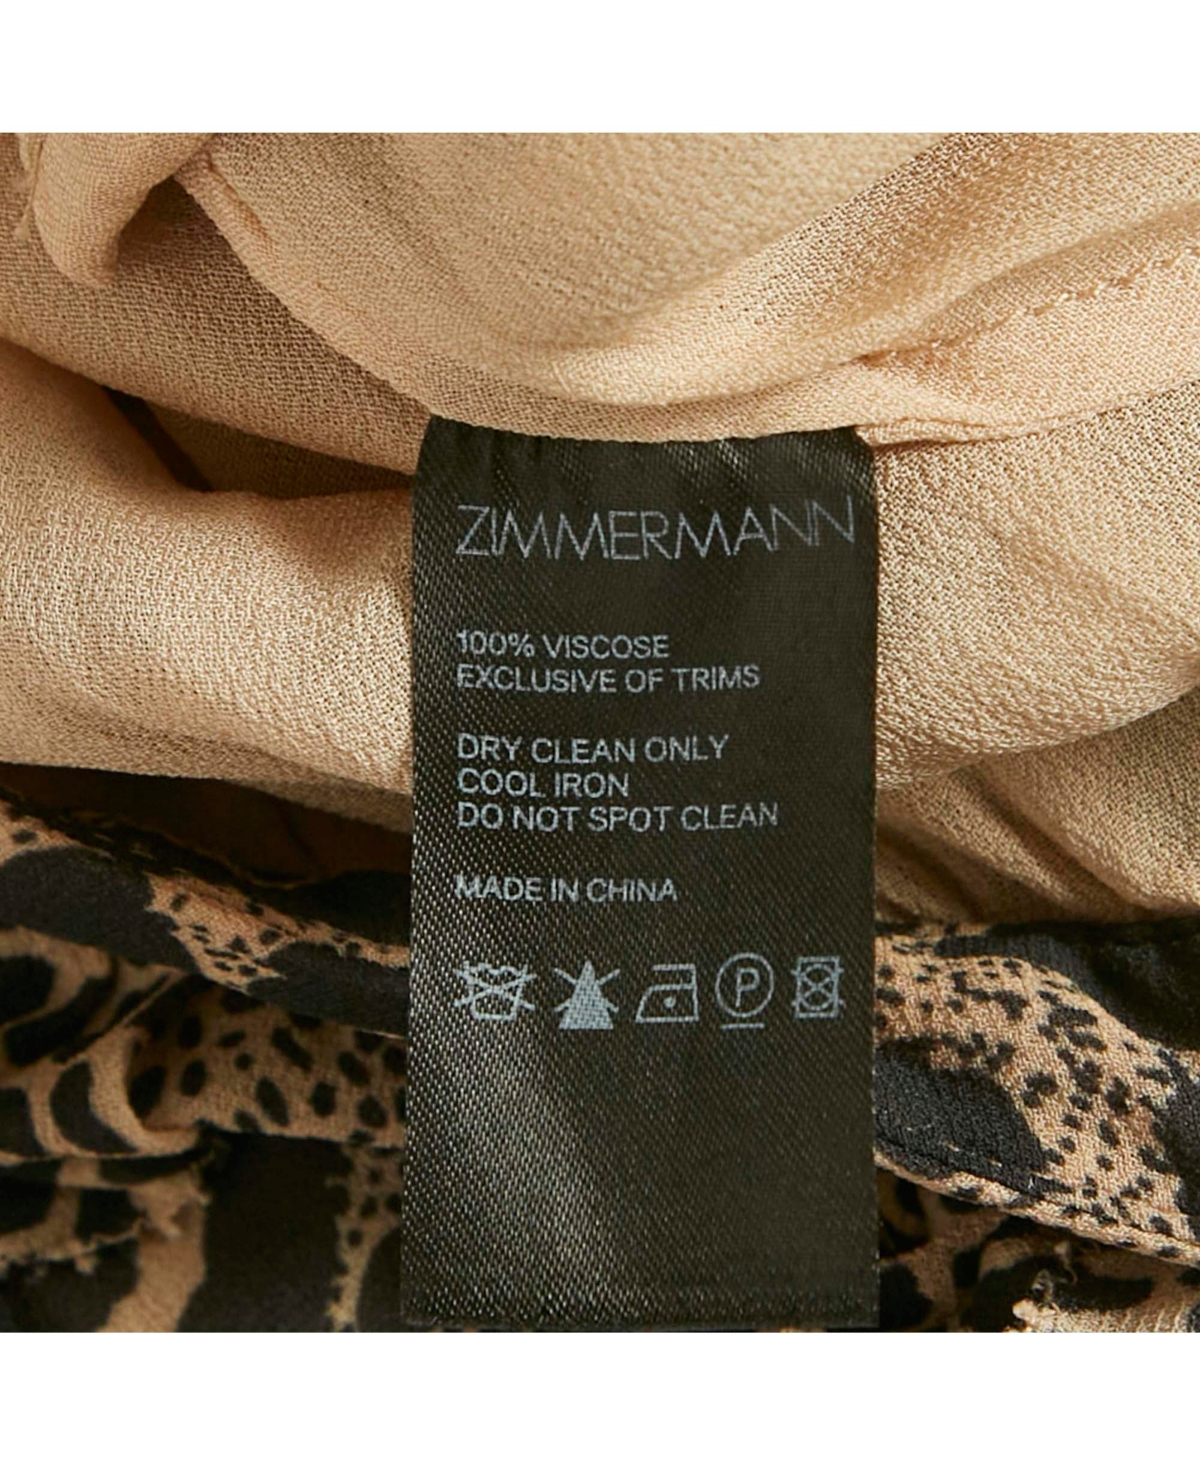 ZIMMERMANN
100% VISCOSE
EXCLUSIVE OF TRIMS
DRY CLEAN ONLY
COOL IRON
DO NOT SPOT CLEAN
MADE IN CHINA
P